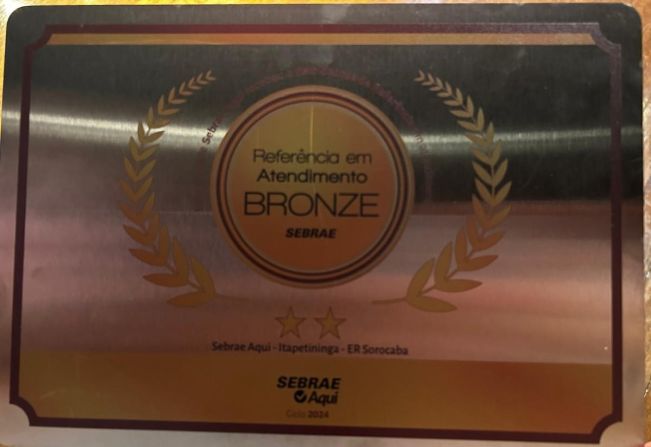 Referência em
Atendimento
BRONZE
SEBRAE
Sebrae Aqui - Itapetininga - ER Sorocaba
SEBRAE
Aqui
Ciclo 2024